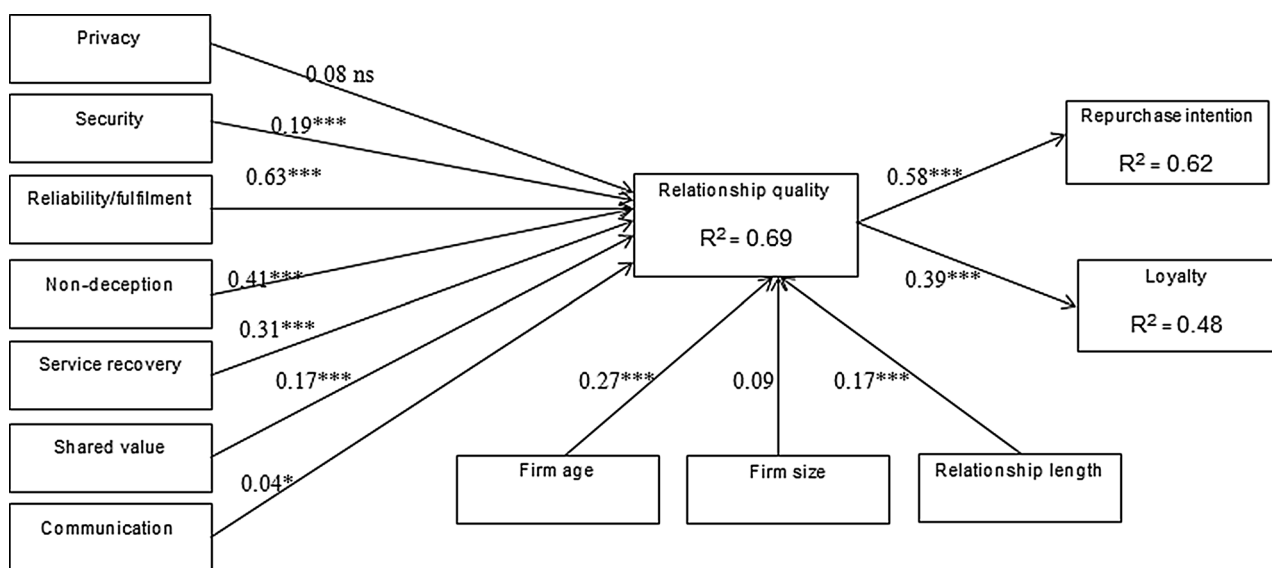 Privacy
0.08 ns
Security
0.19***
Repurchase intention
R² = 0.62
0.63***
0.58***
Reliability/fulfilment
Relationship quality
R² = 0.69
Non-deception
0.41***
0.39***
Loyalty
R² = 0.48
0.31***
Service recovery
0.17***
0.27***
0.09
0.17***
Shared value
Firm age
Firm size
Relationship length
0.04*
Communication